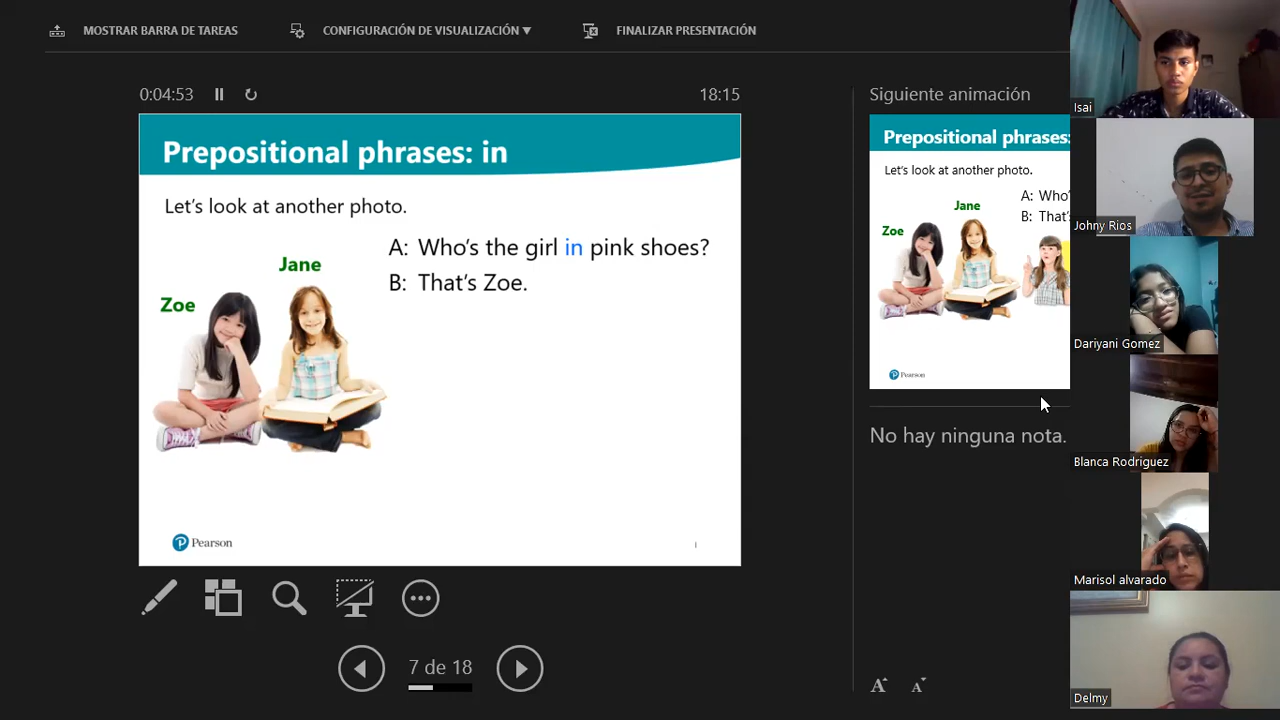 MOSTRAR BARRA DE TAREAS
CONFIGURACIÓN DE VISUALIZACIÓN ▼
FINALIZAR PRESENTACIÓN
0:04:53
18:15
Prepositional phrases: in
Let's look at another photo.
A: Who's the girl in pink shoes?
B: That's Zoe.
Jane
Zoe
Pearson
7 de 18
Siguiente animación
Prepositional phrases:
Let's look at another photo.
A: Who'
B: That'
Jane
Zoe
Pearson
No hay ninguna nota.
A
A
Isai
Johny Rios
Dariyani Gomez
Blanca Rodriguez
Marisol alvarado
Delmy